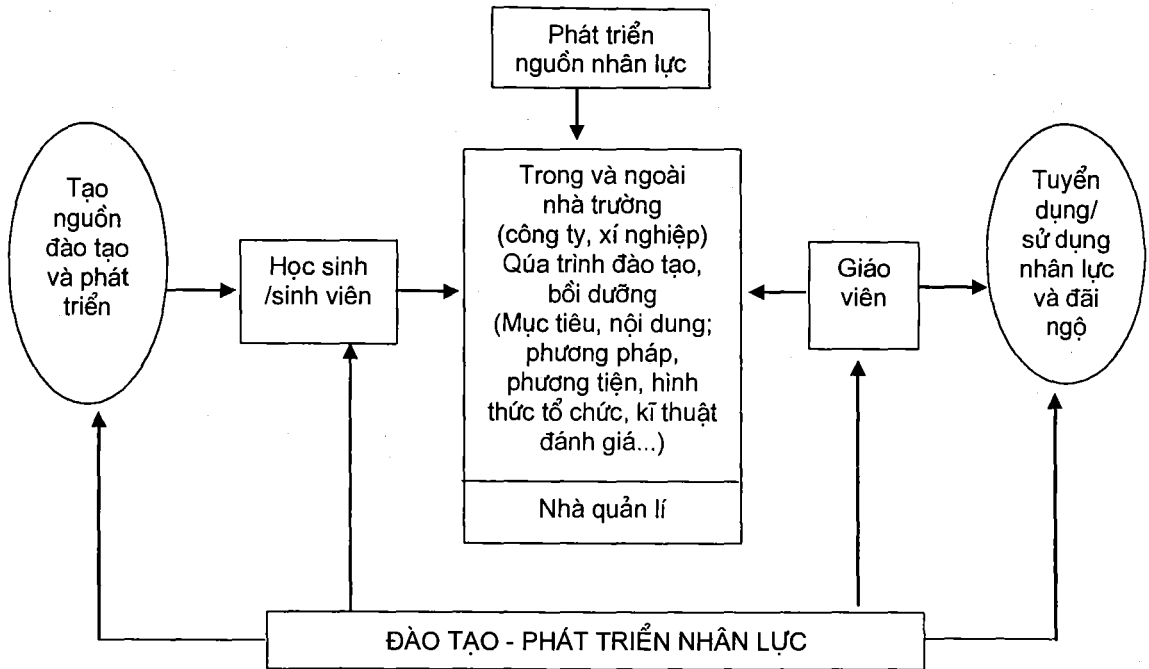 Phát triển
nguồn nhân lực
Tạo
nguồn
đào tạo
và phát
triển
Học sinh
/sinh viên
Trong và ngoài
nhà trường
(công ty, xí nghiệp)
Qúa trình đào tạo,
bồi dưỡng
(Mục tiêu, nội dung;
phương pháp,
phương tiện, hình
thức tổ chức, kĩ thuật
đánh giá...)
Nhà quản lí
Giáo
viên
Tuyển
dụng/
sử dụng
nhân lực
và đãi
ngộ
ĐÀO TẠO - PHÁT TRIỂN NHÂN LỰC